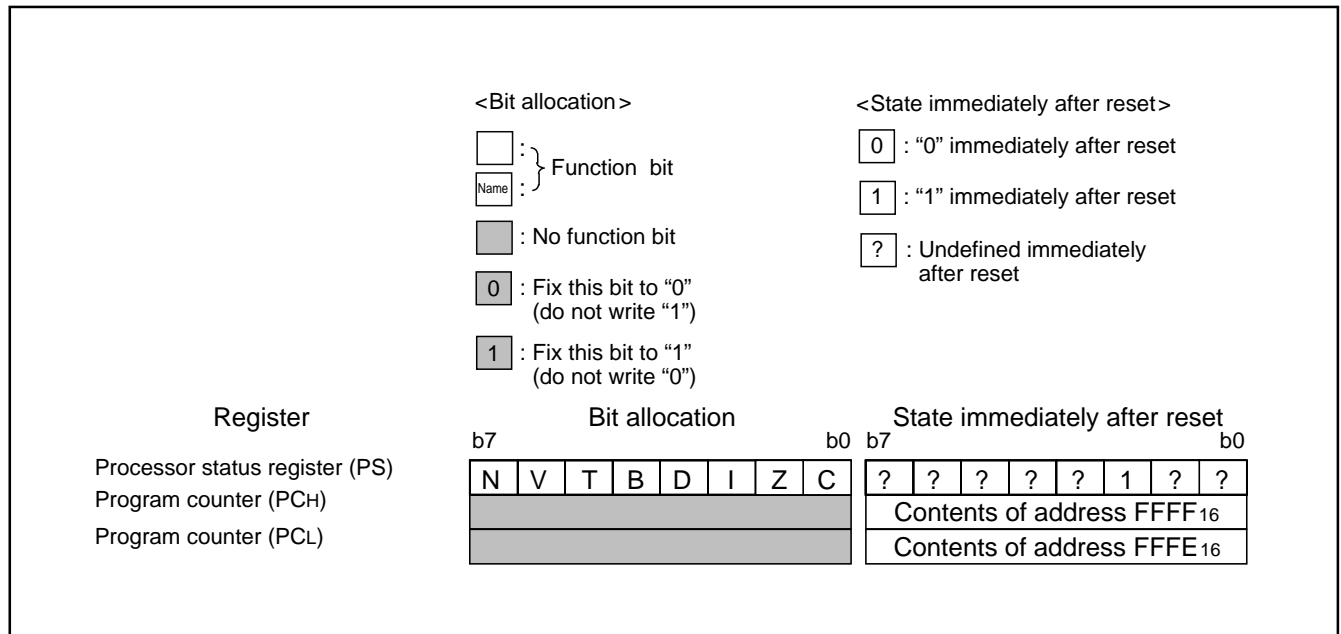 <Bit allocation>
:
Function bit
Name :
: No function bit
0 : Fix this bit to “0”
(do not write “1”)
1 : Fix this bit to “1”
(do not write “0”)
<State immediately after reset>
0 : “0” immediately after reset
1 : “1” immediately after reset
? : Undefined immediately
after reset
Register Bit allocation State immediately after reset
b7 b0 b7 b0
Processor status register (PS) N V T B D I Z C ? ? ? ? ? 1 ? ?
Program counter (PCH) Contents of address FFFF16
Program counter (PCL) Contents of address FFFE16